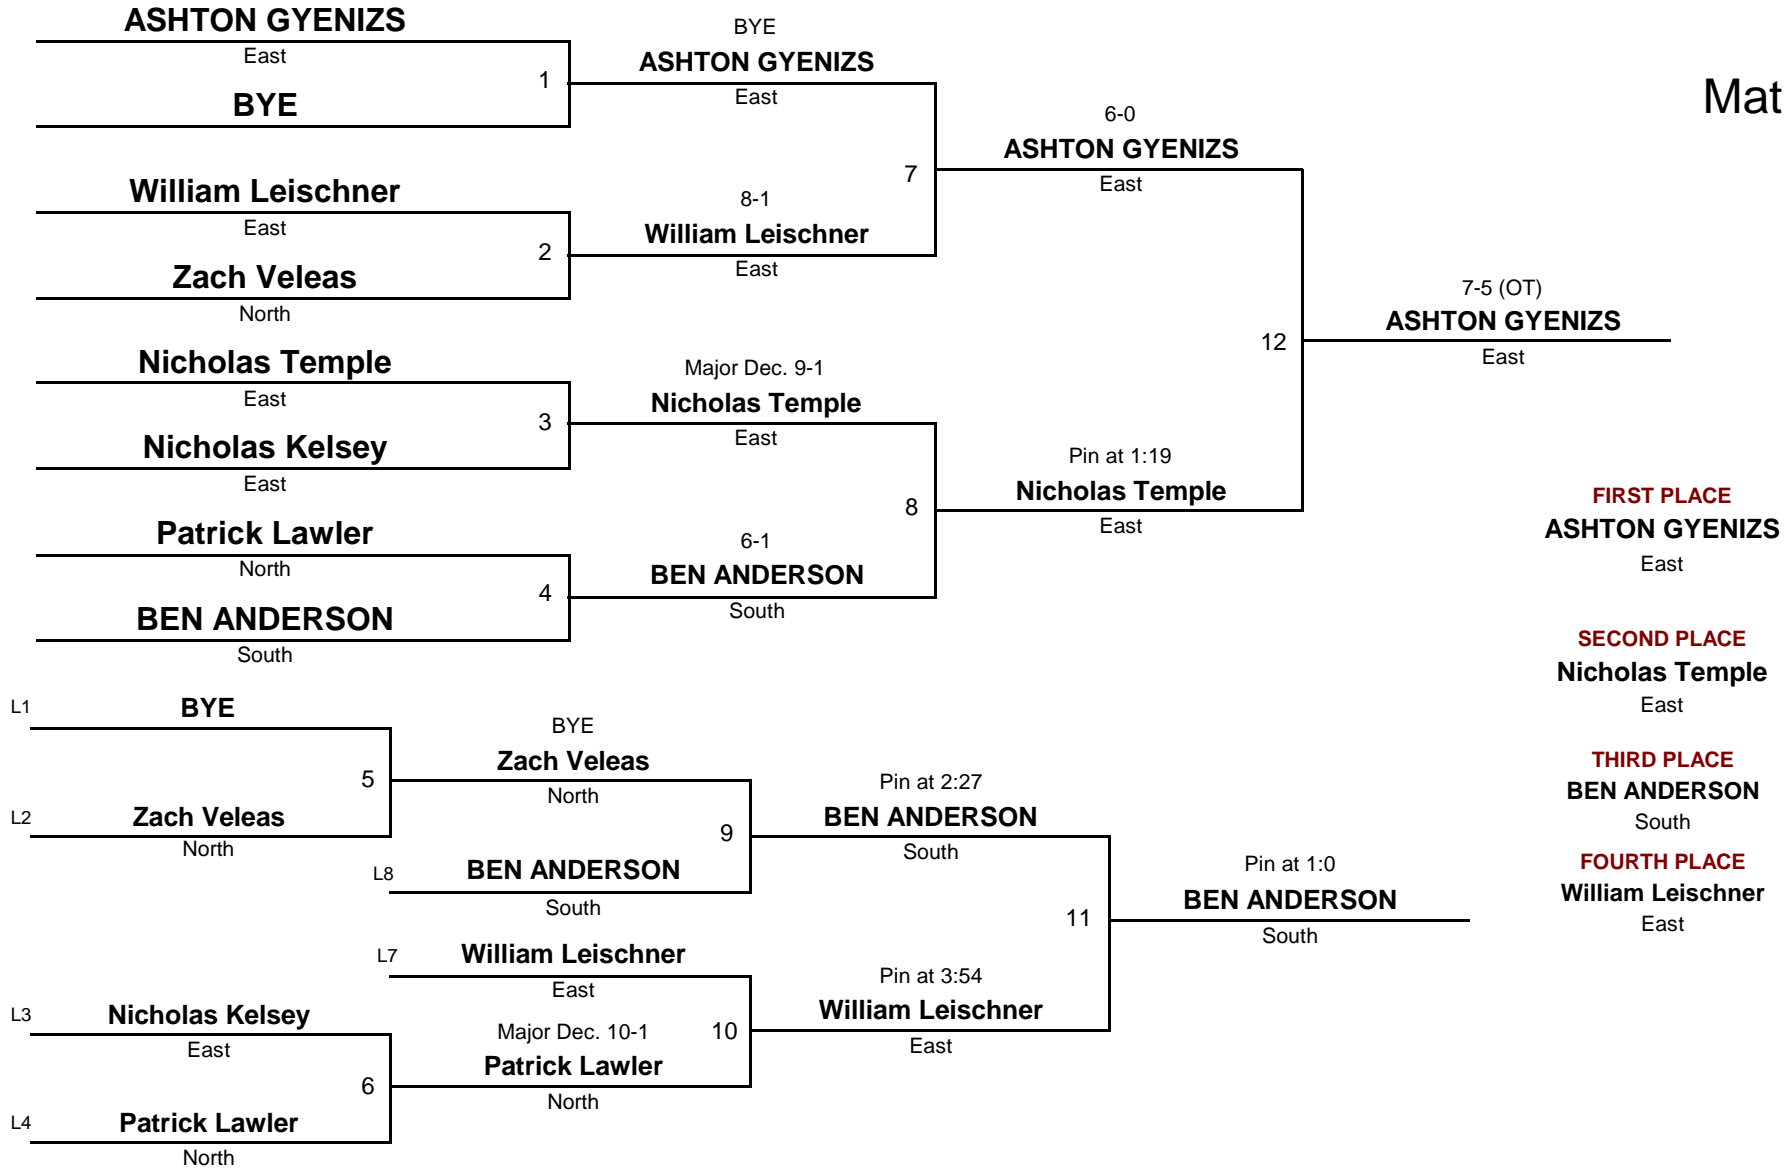 ASHTON GYENIZS
East
1
BYE
William Leischner
East
2
Zach Veleas
North
Nicholas Temple
East
3
Nicholas Kelsey
East
Patrick Lawler
North
4
BEN ANDERSON
South
BYE
ASHTON GYENIZS
East
7
8-1
William Leischner
East
Major Dec. 9-1
Nicholas Temple
East
8
6-1
BEN ANDERSON
South
6-0
ASHTON GYENIZS
East
12
Pin at 1:19
Nicholas Temple
East
7-5 (OT)
ASHTON GYENIZS
East
Mat
FIRST PLACE
ASHTON GYENIZS
East
SECOND PLACE
Nicholas Temple
East
THIRD PLACE
BEN ANDERSON
South
FOURTH PLACE
William Leischner
East
L1
BYE
5
L2
Zach Veleas
North
L3
Nicholas Kelsey
East
6
L4
Patrick Lawler
North
BYE
Zach Veleas
North
9
L8
BEN ANDERSON
South
L7
William Leischner
East
10
Major Dec. 10-1
Patrick Lawler
North
Pin at 2:27
BEN ANDERSON
South
11
Pin at 3:54
William Leischner
East
Pin at 1:0
BEN ANDERSON
South